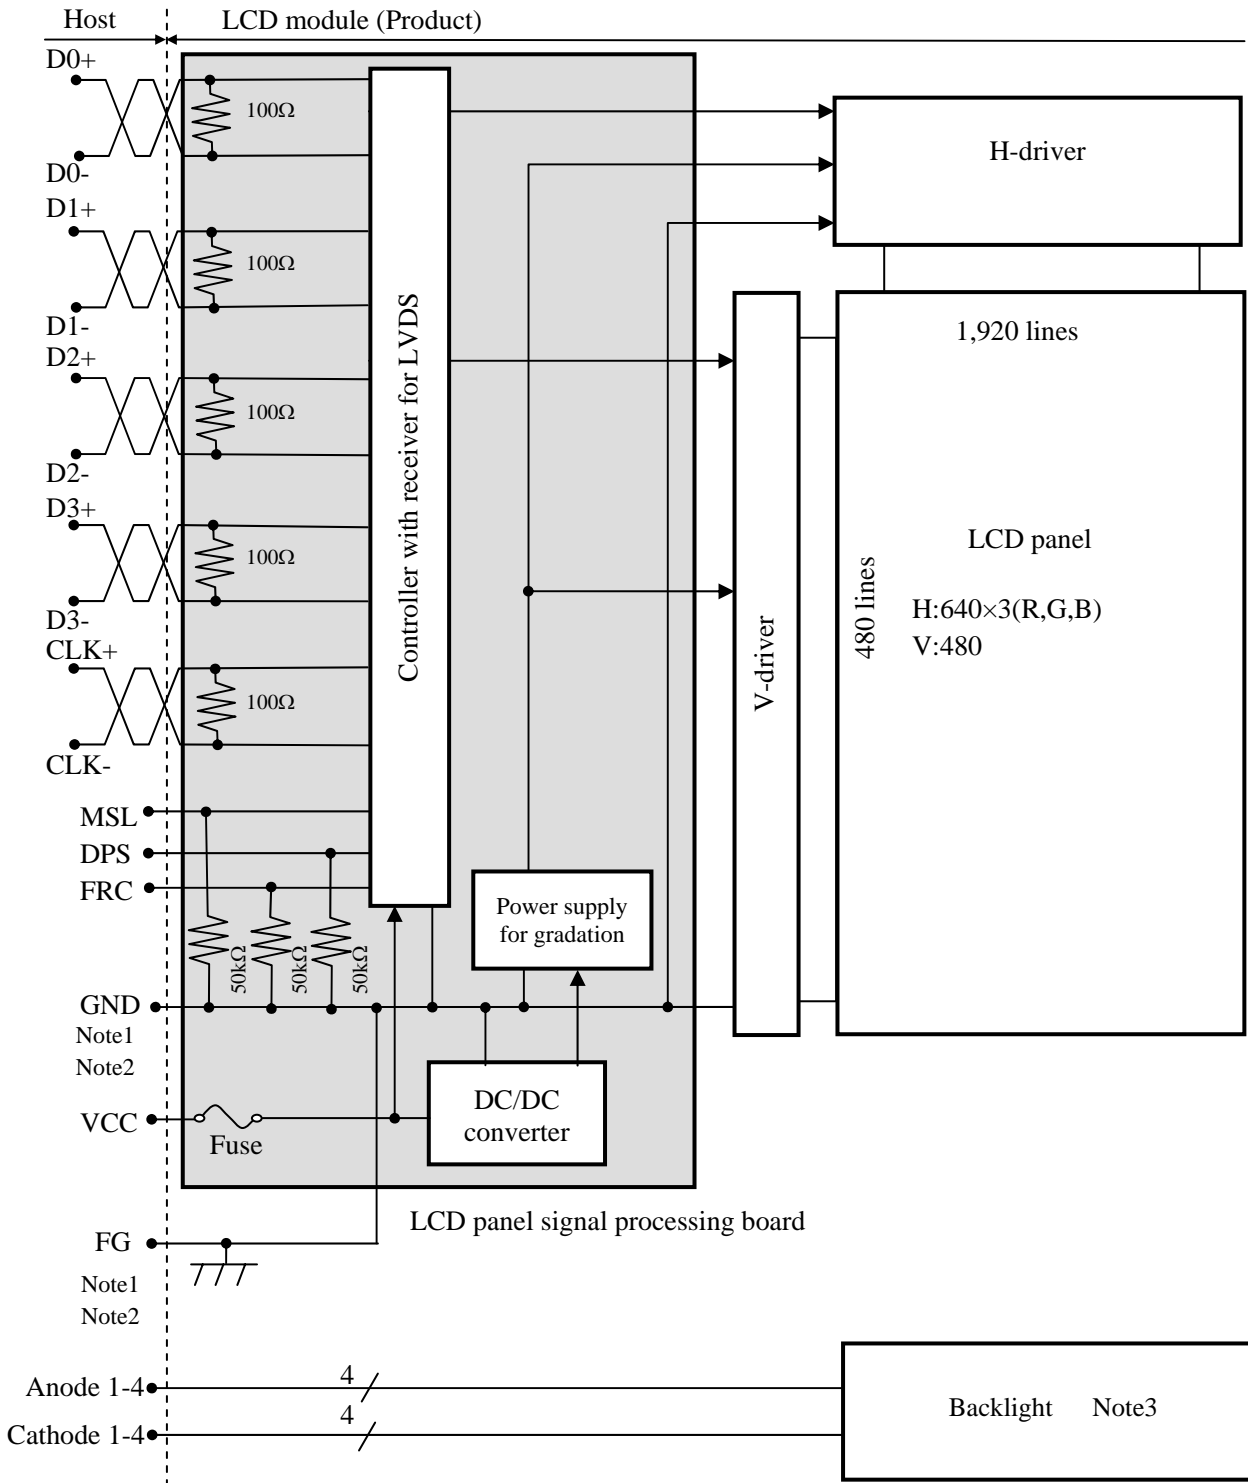 Host
LCD module (Product)
D0+
100Ω
D0-
D1+
100Ω
D1-
D2+
100Ω
D2-
D3+
100Ω
D3-
CLK+
100Ω
CLK-
MSL
DPS
FRC
50kΩ
50kΩ
50kΩ
GND
Note1
Note2
VCC
Fuse
Controller with receiver for LVDS
Power supply
for gradation
DC/DC
converter
LCD panel signal processing board
H-driver
V-driver
1,920 lines
480 lines
LCD panel
H:640×3(R,G,B)
V:480
FG
Note1
Note2
Anode 1-4
4
Cathode 1-4
4
Backlight Note3